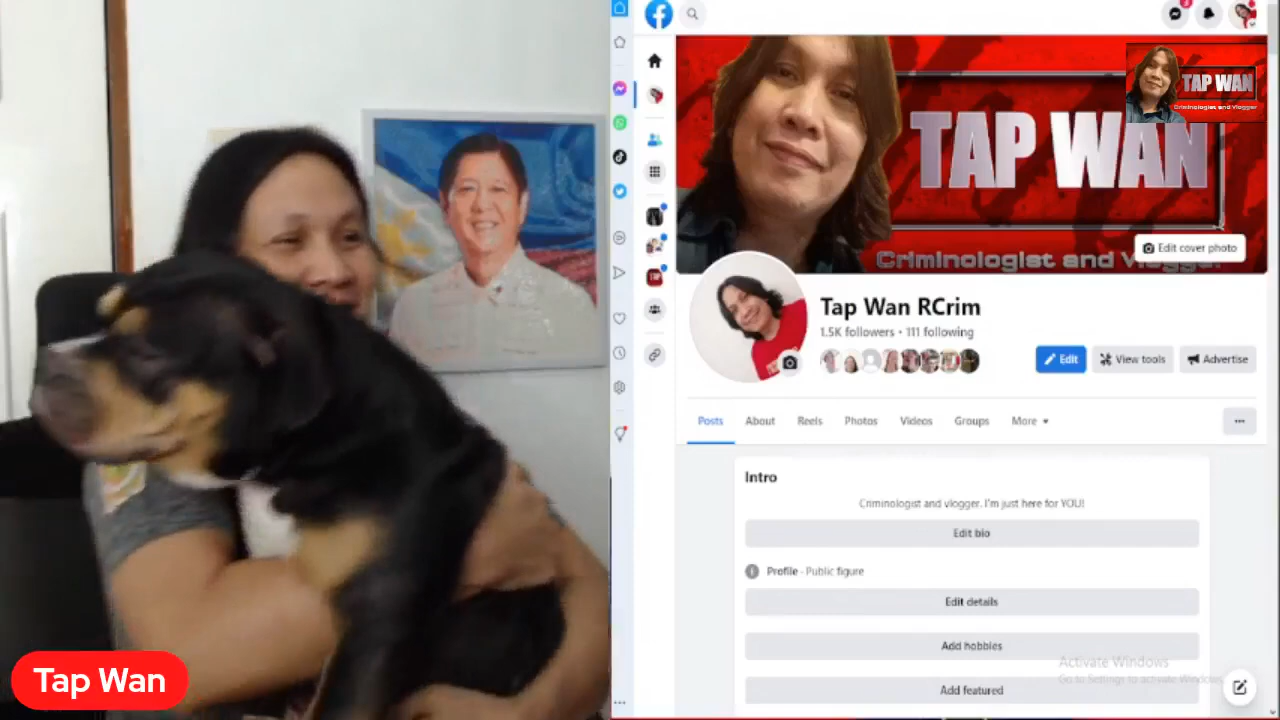 TAP WAN
Criminologist and Vlogger
TAP WAN
Edit cover photo
Criminologist and Vlogger
Tap Wan RCrim
1.5K followers • 111 following
Edit
View tools
Advertise
Posts
About
Reels
Photos
Videos
Groups
More
Intro
Criminologist and vlogger. I'm just here for YOU!
Edit bio
Profile · Public figure
Edit details
Add hobbies
Activate Windows
Go to Settings to activate Windows.
Add featured
Tap Wan